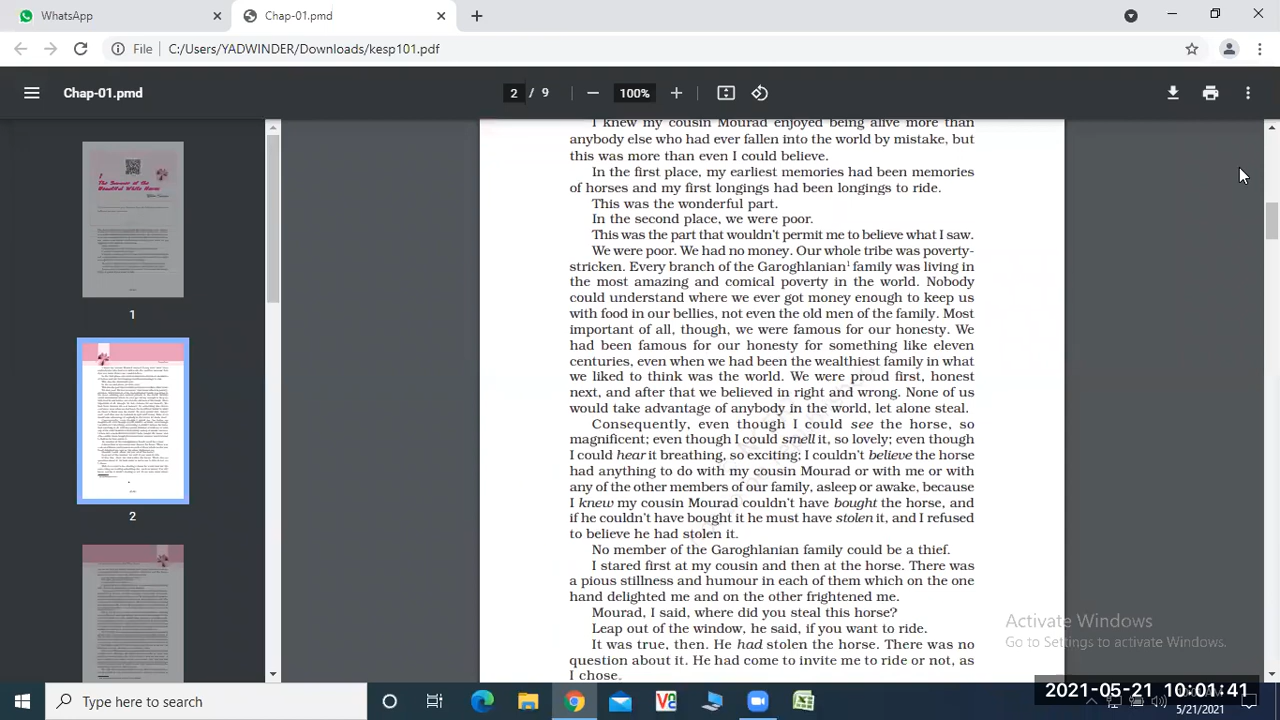 WhatsApp
Chap-01.pmd
File
C:/Users/YADWINDER/Downloads/kesp101.pdf
Chap-01.pmd
2 / 9
100%
1
2
I knew my cousin Mourad enjoyed being alive more than
anybody else who had ever fallen into the world by mistake, but
this was more than even I could believe.
In the first place, my earliest memories had been memories
of horses and my first longings had been longings to ride.
This was the wonderful part.
In the second place, we were poor.
This was the part that wouldn't permit me to believe what I saw.
We were poor. We had no money. Our whole tribe was poverty-
stricken. Every branch of the Garoghlanian¹ family was living in
the most amazing and comical poverty in the world. Nobody
could understand where we ever got money enough to keep us
with food in our bellies, not even the old men of the family. Most
important of all, though, we were famous for our honesty. We
had been famous for our honesty for something like eleven
centuries, even when we had been the wealthiest family in what
we liked to think was the world. We were proud first, honest
next, and after that we believed in right and wrong. None of us
would take advantage of anybody in the world, let alone steal.
Consequently, even though I could see the horse, so
magnificent; even though I could smell it, so lovely; even though
I could hear it breathing, so exciting; I couldn't believe the horse
had anything to do with my cousin Mourad or with me or with
any of the other members of our family, asleep or awake, because
I knew my cousin Mourad couldn't have bought the horse, and
if he couldn't have bought it he must have stolen it, and I refused
to believe he had stolen it.
No member of the Garoghlanian family could be a thief.
I stared first at my cousin and then at the horse. There was
a pious stillness and humour in each of them which on the one
hand delighted me and on the other frightened me.
Mourad, I said, where did you steal this horse?
Leap out of the window, he said, if you want to ride.
It was true, then. He had stolen the horse. There was no
question about it. He had come to invite me to ride or not, as
I chose.
Activate Windows
Go to Settings to activate Windows.
Type here to search
2021-05-21 10:01:41
5/21/2021